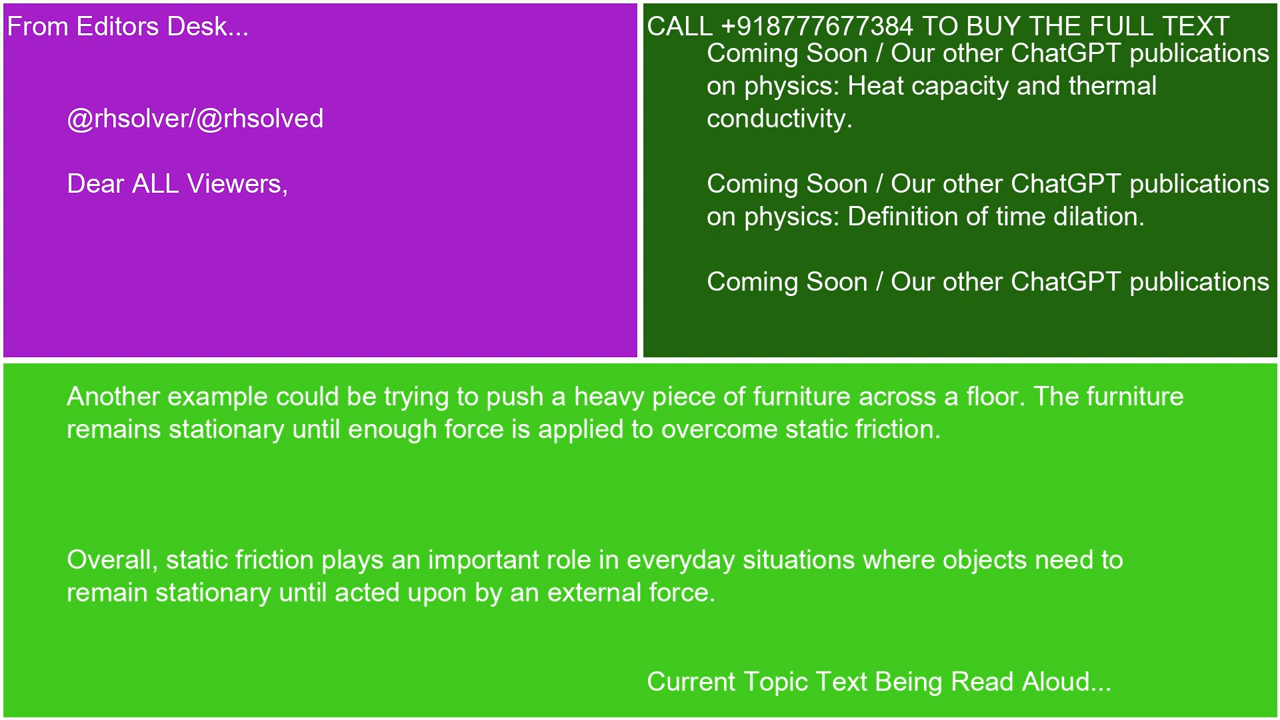 From Editors Desk...
@rhsolver/@rhsolved
Dear ALL Viewers,
CALL +918777677384 TO BUY THE FULL TEXT
Coming Soon / Our other ChatGPT publications
on physics: Heat capacity and thermal
conductivity.
Coming Soon / Our other ChatGPT publications
on physics: Definition of time dilation.
Coming Soon / Our other ChatGPT publications
Another example could be trying to push a heavy piece of furniture across a floor. The furniture
remains stationary until enough force is applied to overcome static friction.
Overall, static friction plays an important role in everyday situations where objects need to
remain stationary until acted upon by an external force.
Current Topic Text Being Read Aloud...